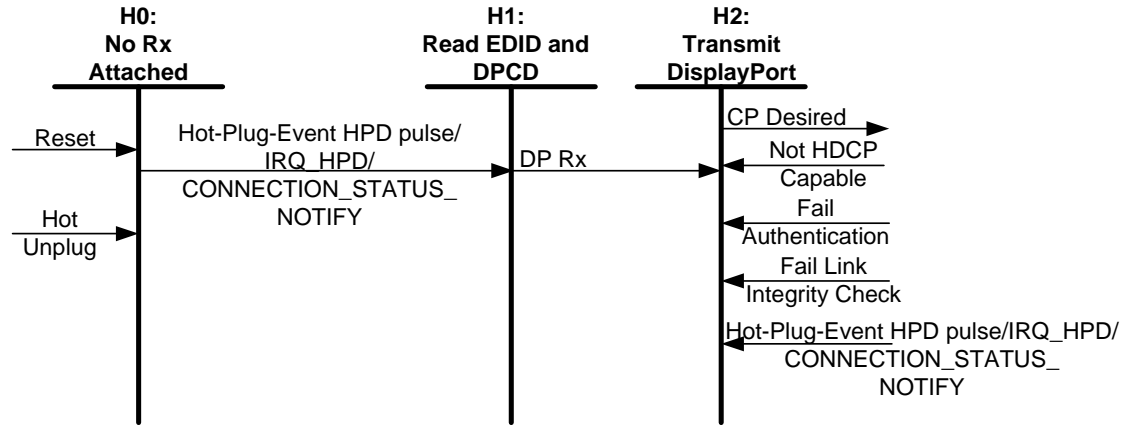 H0:
No Rx
Attached
H1:
Read EDID and
DPCD
H2:
Transmit
DisplayPort
Reset
Hot
Unplug
Hot-Plug-Event HPD pulse/
IRQ_HPD/
CONNECTION_STATUS_
NOTIFY
DP Rx
CP Desired
Not HDCP
Capable
Fail
Authentication
Fail Link
Integrity Check
Hot-Plug-Event HPD pulse/IRQ_HPD/
CONNECTION_STATUS_
NOTIFY